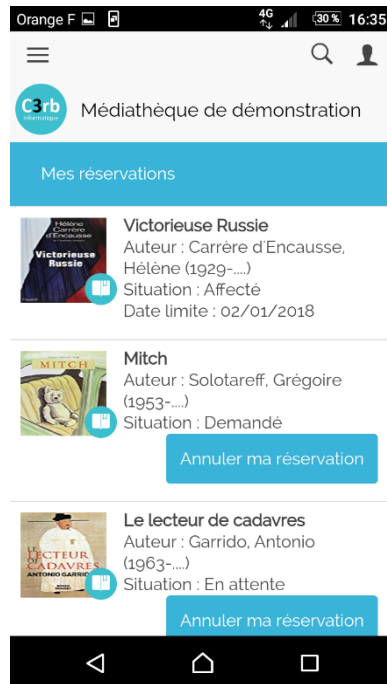 Orange F 4G 30 % 16:35
C3rb
Informatique
Médiathèque de démonstration
Mes réservations
Hélène
Carrère
d'Encausse
Victorieuse
Russie
Victorieuse Russie
Auteur : Carrère d'Encausse,
Hélène (1929-....)
Situation : Affecté
Date limite : 02/01/2018
MITCH
Mitch
Auteur : Solotareff, Grégoire
(1953-....)
Situation : Demandé
Annuler ma réservation
LE
LECTEUR
DE
CADAVRES
ANTONIO GARRIDO
Le lecteur de cadavres
Auteur : Garrido, Antonio
(1963-....)
Situation : En attente
Annuler ma réservation